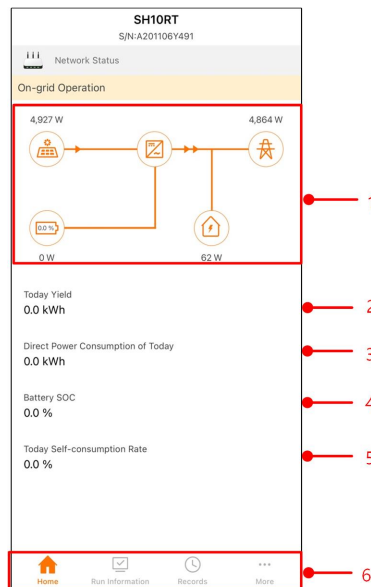 SH10RT
S/N:A201106Y491
Network Status
On-grid Operation
4,927 W
4,864 W
0.0 %
0 W
62 W
1
Today Yield
0.0 kWh
2
Direct Power Consumption of Today
0.0 kWh
3
Battery SOC
0.0 %
4
Today Self-consumption Rate
0.0 %
5
Home
Run Information
Records
More
6